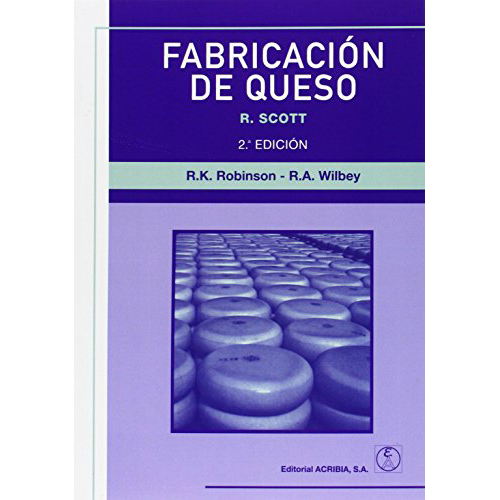 FABRICACIÓN
DE QUESO
R. SCOTT
2.ª EDICIÓN
R.K. Robinson - R.A. Wilbey
Editorial ACRIBIA, S.A.